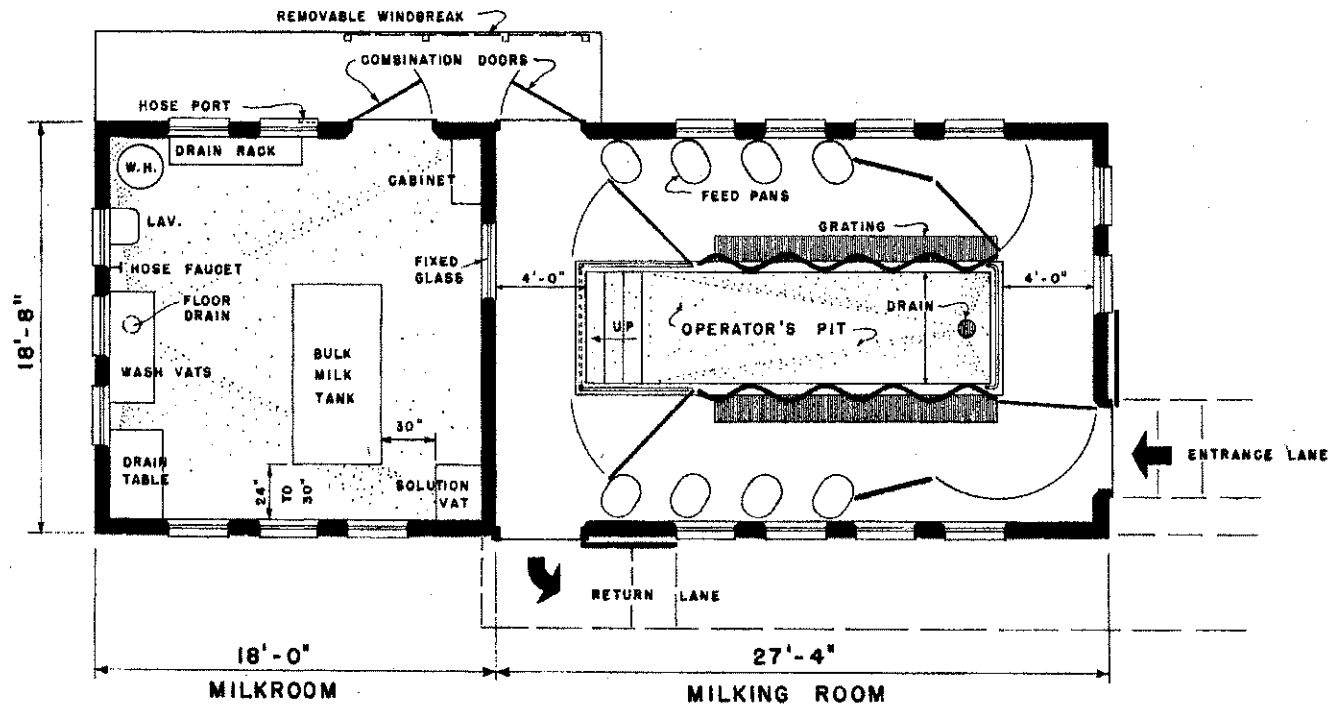 REMOVABLE WINDBREAK
COMBINATION DOORS
HOSE PORT
DRAIN RACK
W.H.
CABINET
FEED PANS
LAV.
GRATING
HOSE FAUCET
FIXED
GLASS
4'-0"
4'-0"
FLOOR
DRAIN
DRAIN
UP
OPERATOR'S PIT
18'-8"
BULK
MILK
TANK
WASH VATS
30"
ENTRANCE LANE
DRAIN
TABLE
24"
TO
30"
SOLUTION
VAT
RETURN LANE
18'-0"
27'-4"
MILKROOM
MILKING ROOM